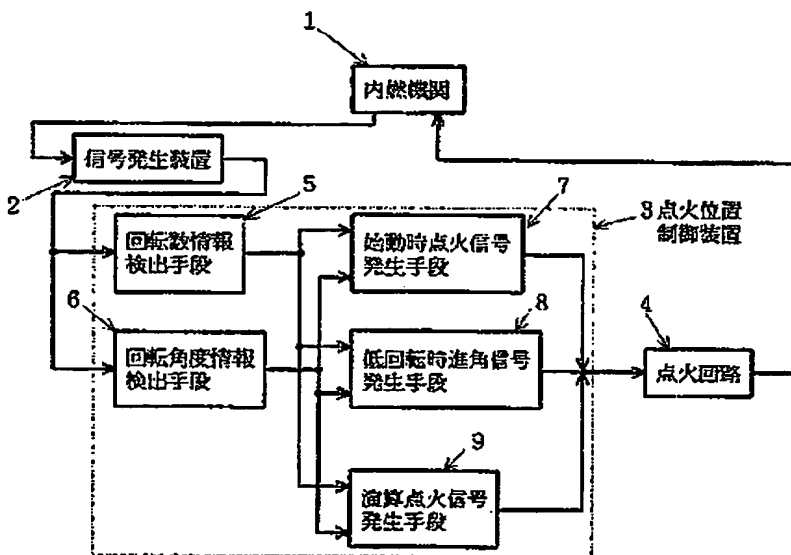 1
内燃機関
信号発生装置
2
5
7
3 点火位置
制御装置
回転数情報
検出手段
始動時点火信号
発生手段
6
8
4
回転角度情報
検出手段
低回転時進角信号
発生手段
点火回路
9
演算点火信号
発生手段